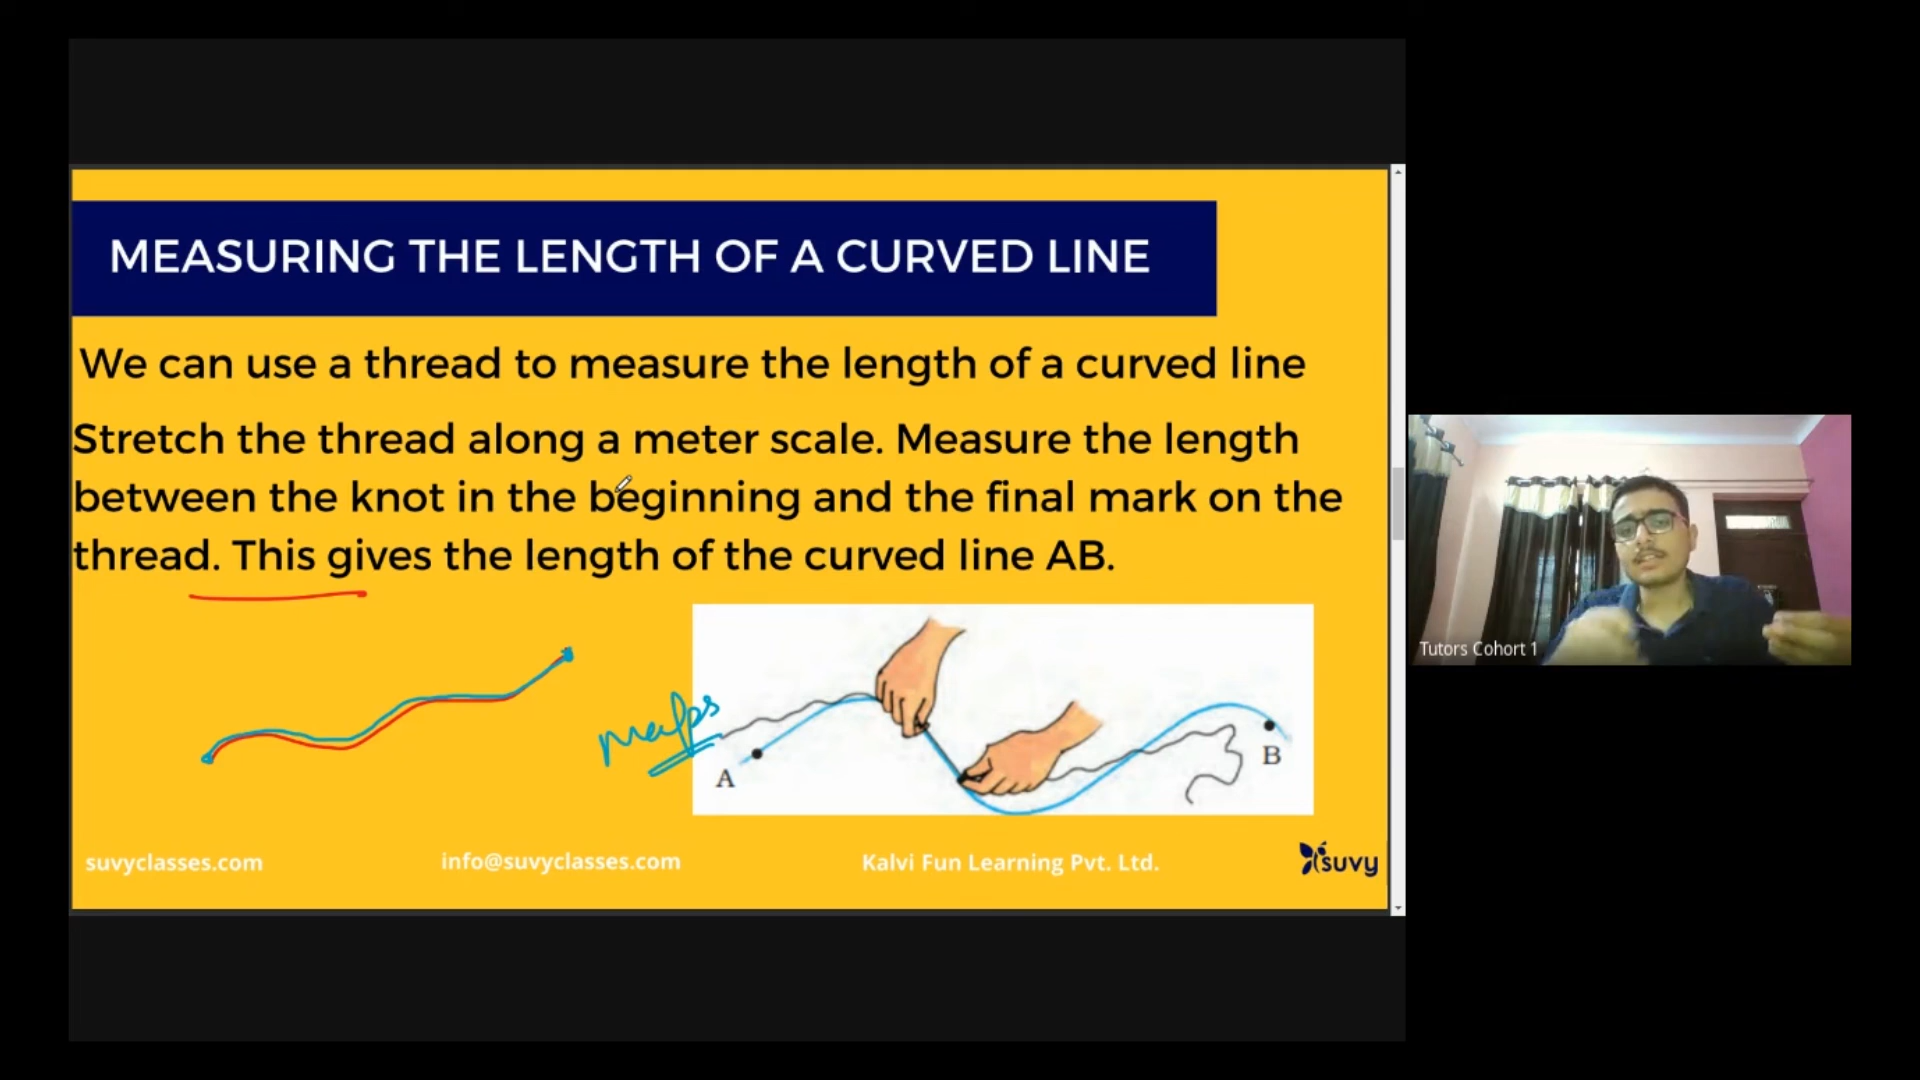 MEASURING THE LENGTH OF A CURVED LINE
We can use a thread to measure the length of a curved line
Stretch the thread along a meter scale. Measure the length
between the knot in the beginning and the final mark on the
thread. This gives the length of the curved line AB.
maps
A
B
suvyclasses.com
info@suvyclasses.com
Kalvi Fun Learning Pvt. Ltd.
suvy
Tutors Cohort 1